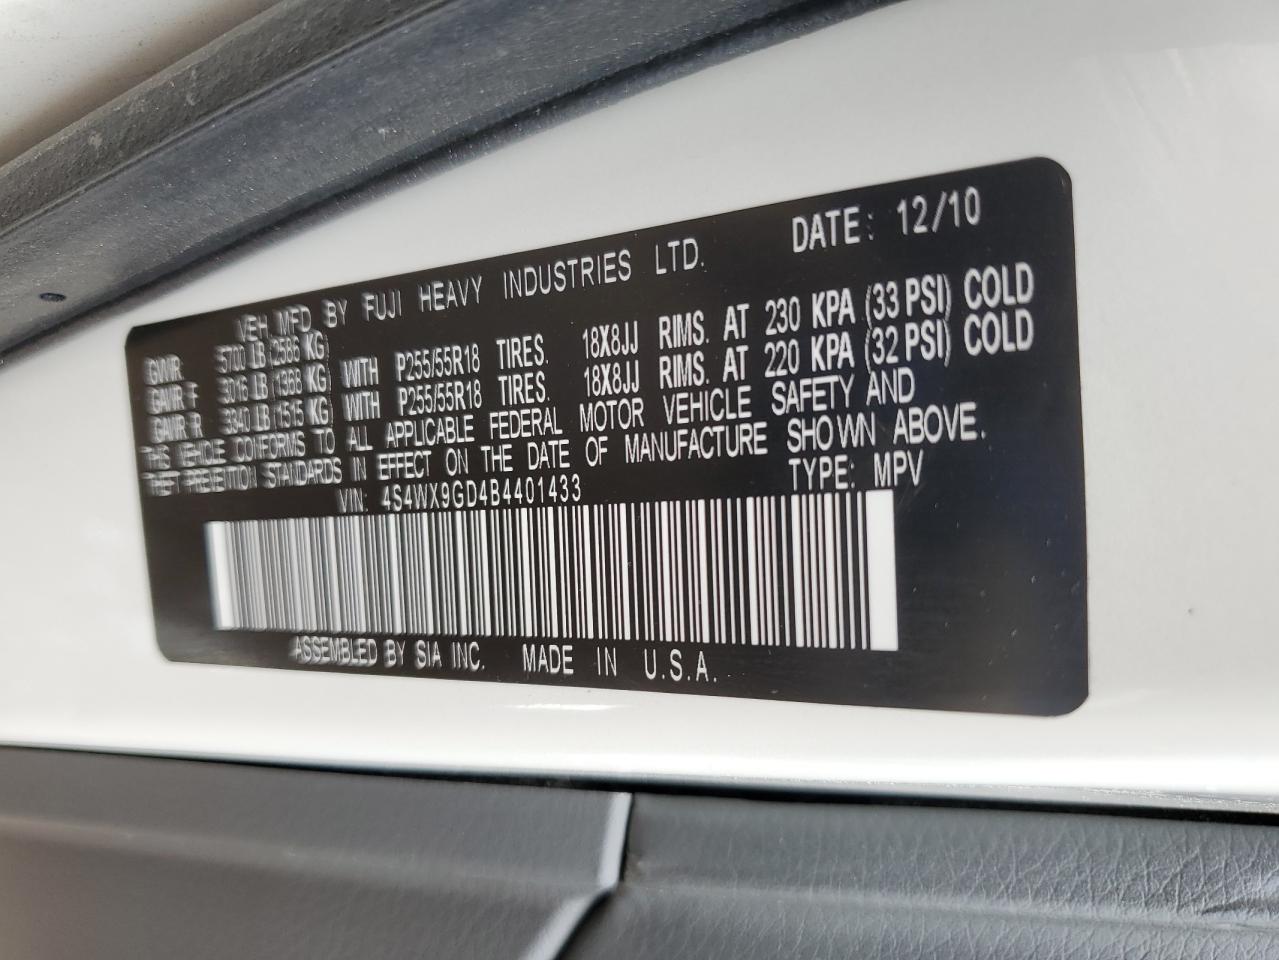 VEH. MFD. BY FUJI HEAVY INDUSTRIES LTD. DATE: 12/10
GVWR 5700 LB (2586 KG)
GAWR F 3015 LB (1368 KG) WITH P255/55R18 TIRES. 18X8JJ RIMS. AT 230 KPA (33 PSI) COLD
GAWR R 3340 LB (1515 KG) WITH P255/55R18 TIRES. 18X8JJ RIMS. AT 220 KPA (32 PSI) COLD
THIS VEHICLE CONFORMS TO ALL APPLICABLE FEDERAL MOTOR VEHICLE SAFETY AND
THEFT PREVENTION STANDARDS IN EFFECT ON THE DATE OF MANUFACTURE SHOWN ABOVE.
VIN: 4S4WX9GD4B4401433 TYPE: MPV
ASSEMBLED BY SIA INC. MADE IN U.S.A.